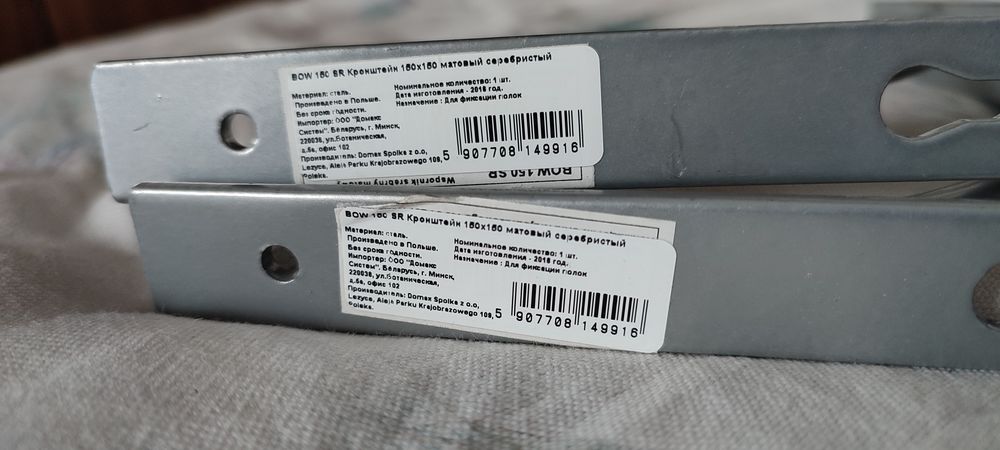 BOW 150 SR Кронштейн 150x150 матовый серебристый
Материал: сталь.
Произведено в Польше.
Без срока годности.
Импортер: ООО "Домакс
Систем". Беларусь, г. Минск,
220036, ул.Ботаническая,
д.5а, офис 102
Производитель: Domax Spolka z o.o,
Lezyce, Aleja Parku Krajobrazowego 109,
Polska.
Номинальное количество: 1 шт.
Дата изготовления - 2018 год.
Назначение : Для фиксации полок
5 907708 149916
BOW 150 SR
Wspornik srebrny matowy
BOW 150 SR Кронштейн 150x150 матовый серебристый
Материал: сталь.
Произведено в Польше.
Без срока годности.
Импортер: ООО "Домакс
Систем". Беларусь, г. Минск,
220036, ул.Ботаническая,
д.5а, офис 102
Производитель: Domax Spolka z o.o,
Lezyce, Aleja Parku Krajobrazowego 109,
Polska.
Номинальное количество: 1 шт.
Дата изготовления - 2018 год.
Назначение : Для фиксации полок
5 907708 149916